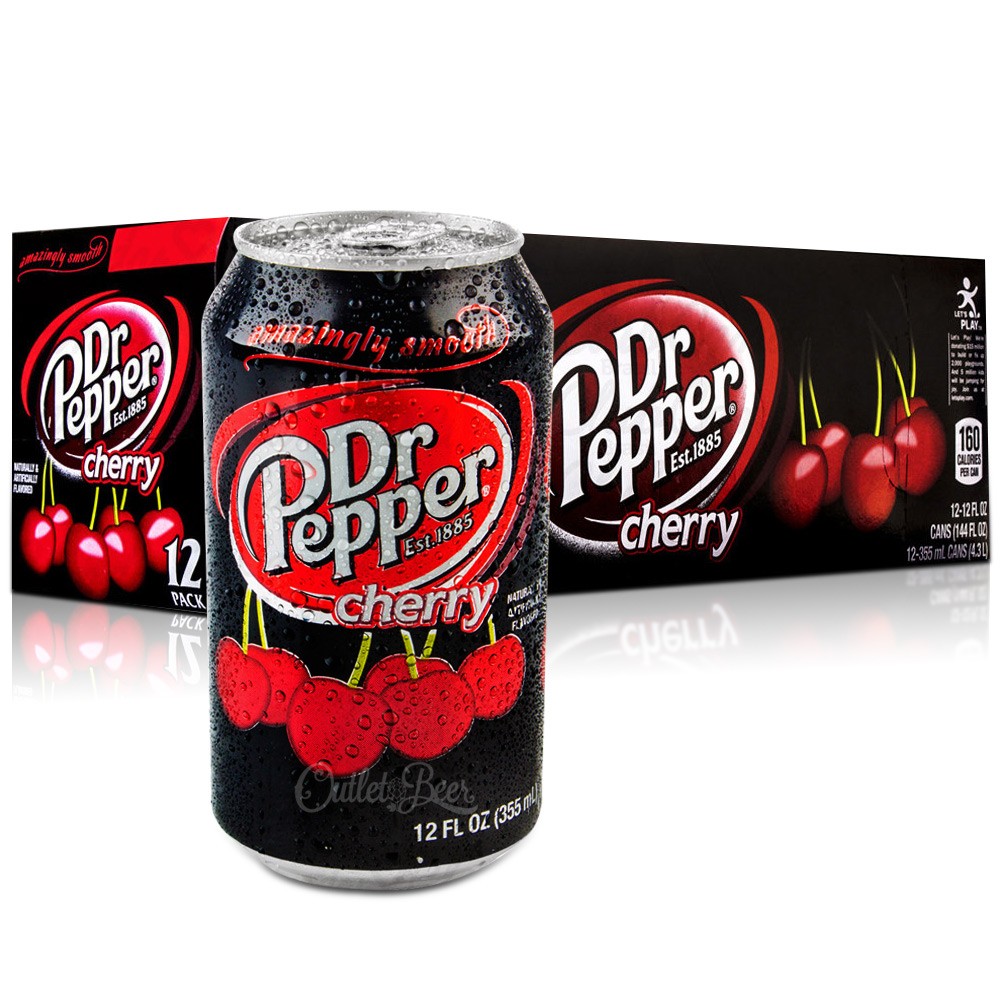 amazingly smooth
Dr
Pepper®
Est.1885
cherry
NATURALLY &
ARTIFICIALLY
FLAVORED
12
PACK
amazingly smooth
Dr
Pepper®
Est.1885
cherry
Outlet Beer
12 FL OZ (355 mL)
Dr
Pepper®
Est.1885
cherry
LET'S
PLAY
160
CALORIES
PER CAN
12-12 FL OZ
CANS (144 FL OZ)
12-355 mL CANS (4.3 L)